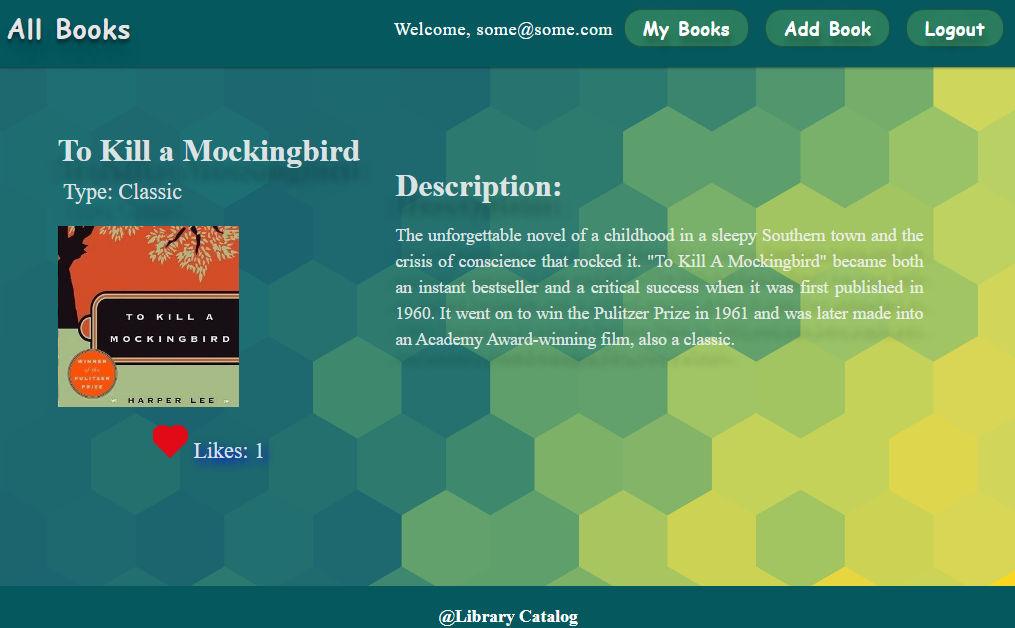 All Books
Welcome, some@some.com
My Books
Add Book
Logout
To Kill a Mockingbird
Type: Classic
TO KILL A
MOCKINGBIRD
WINNER
of the
PULITZER
PRIZE
HARPER LEE
Likes: 1
Description:
The unforgettable novel of a childhood in a sleepy Southern town and the
crisis of conscience that rocked it. "To Kill A Mockingbird" became both
an instant bestseller and a critical success when it was first published in
1960. It went on to win the Pulitzer Prize in 1961 and was later made into
an Academy Award-winning film, also a classic.
@Library Catalog